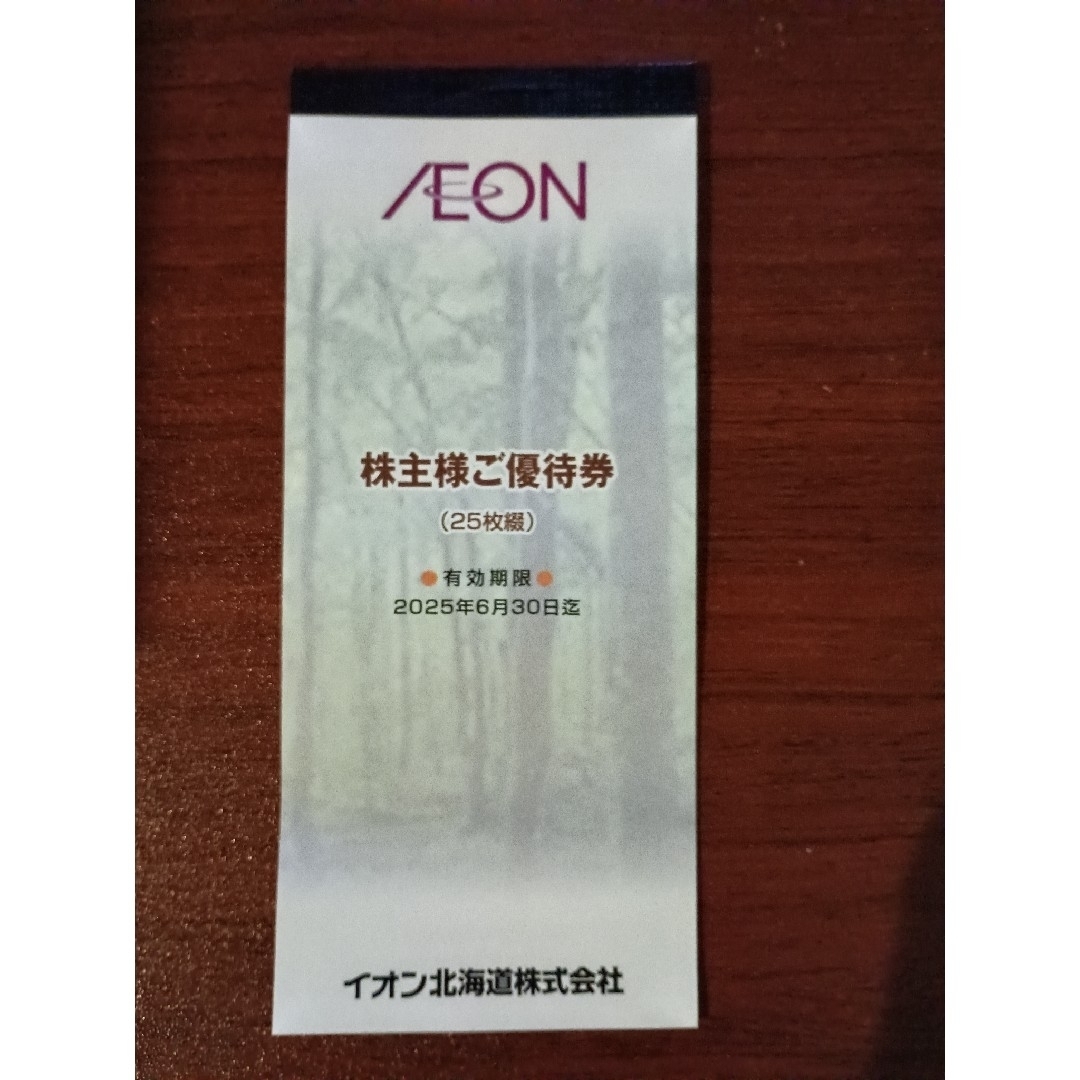 ÆON
株主様ご優待券
（25枚綴）
●有効期限●
2025年6月30日迄
イオン北海道株式会社